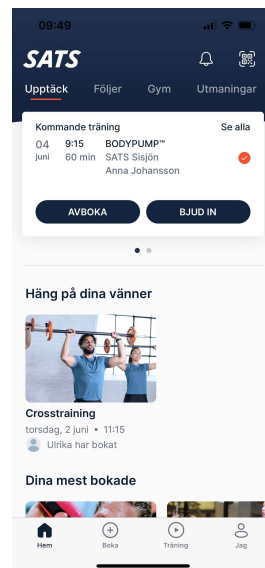 09:49
SATS
Upptäck Följer Gym Utmaningar
Kommande träning Se alla
04 9:15 BODYPUMP™
juni 60 min SATS Sisjön
Anna Johansson
AVBOKA BJUD IN
Häng på dina vänner
Crosstraining
torsdag, 2 juni • 11:15
Ulrika har bokat
Dina mest bokade
Hem Boka Träning Jag